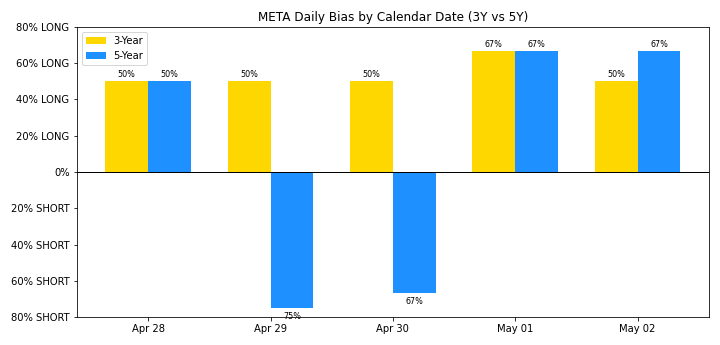 META Daily Bias by Calendar Date (3Y vs 5Y)
80% LONG
60% LONG
40% LONG
20% LONG
0%
20% SHORT
40% SHORT
60% SHORT
80% SHORT
3-Year
5-Year
50%
50%
50%
75%
50%
67%
67%
67%
50%
67%
Apr 28
Apr 29
Apr 30
May 01
May 02